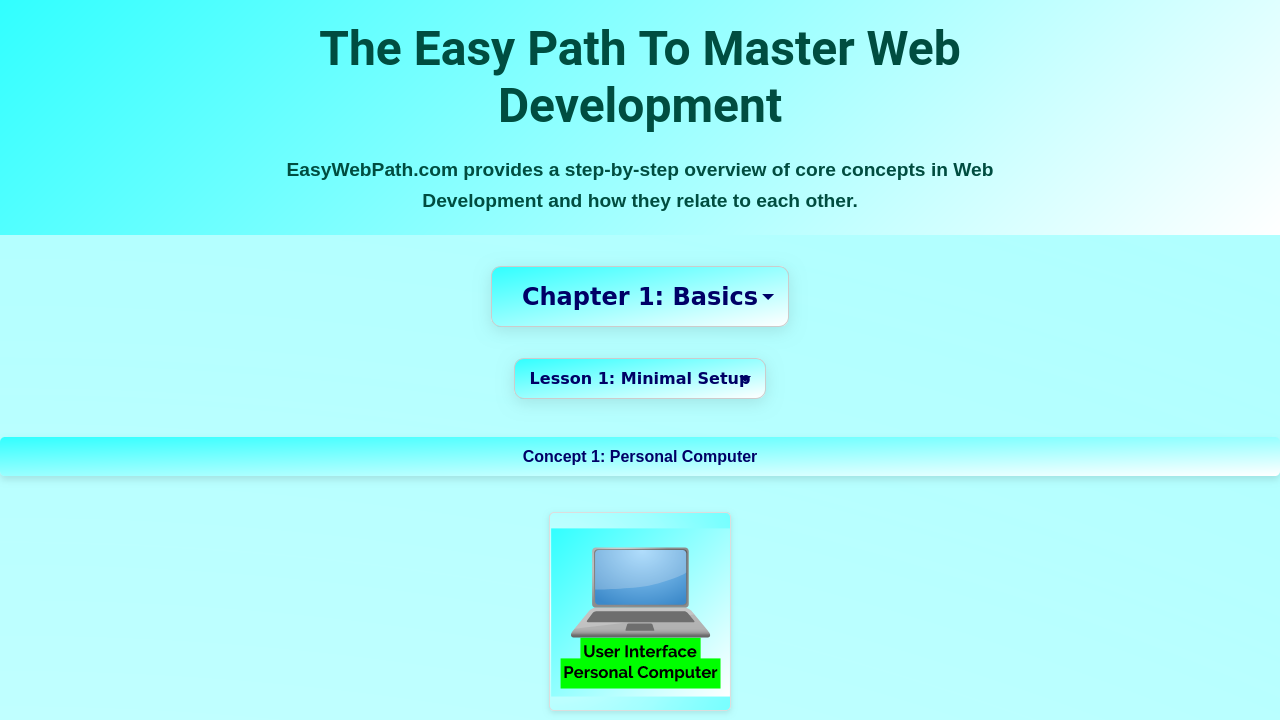 The Easy Path To Master Web
Development
EasyWebPath.com provides a step-by-step overview of core concepts in Web
Development and how they relate to each other.
Chapter 1: Basics
Lesson 1: Minimal Setup
Concept 1: Personal Computer
User Interface
Personal Computer